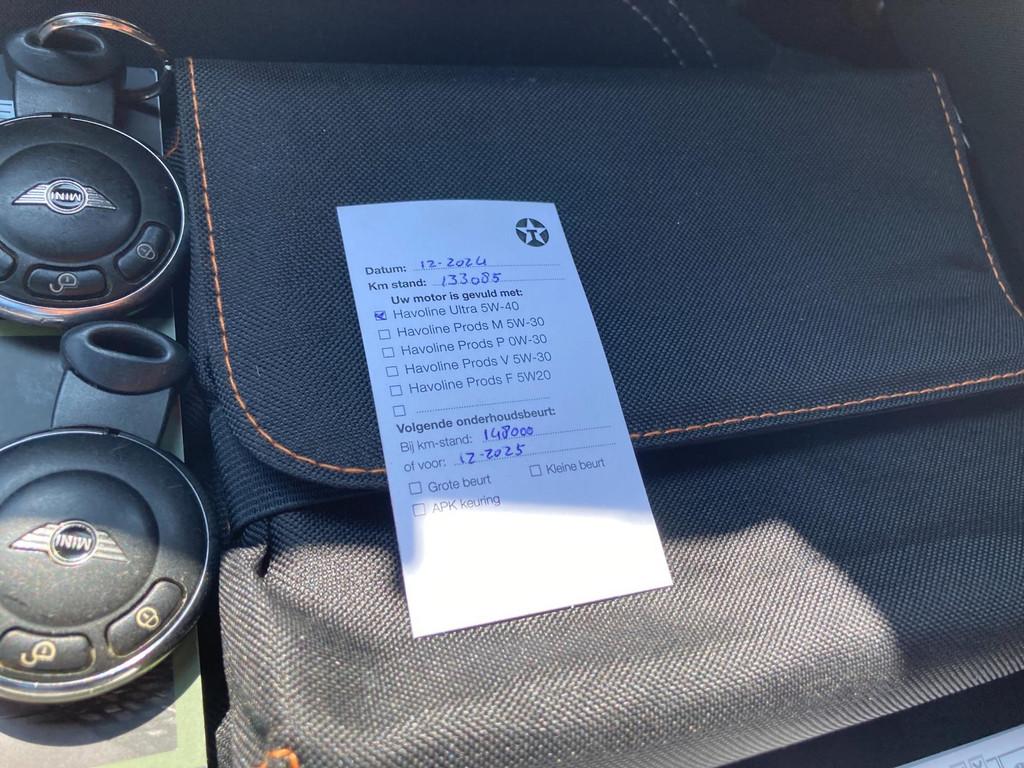 MINI
MINI
T
Datum: 12-2024
Km stand: 133085
Uw motor is gevuld met:
Havoline Ultra 5W-40
Havoline Prods M 5W-30
Havoline Prods P 0W-30
Havoline Prods V 5W-30
Havoline Prods F 5W20
Volgende onderhoudsbeurt:
Bij km-stand: 148000
of voor: 12-2025
Grote beurt Kleine beurt
APK keuring